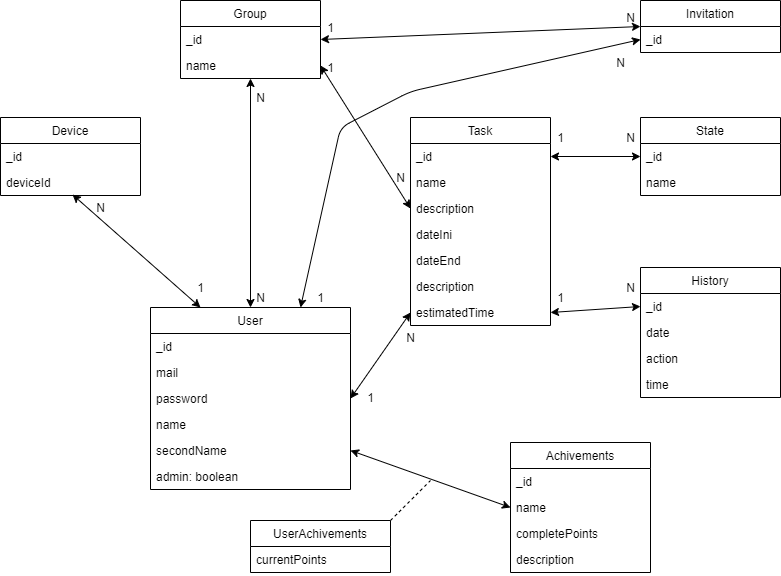 Group
_id
name
1
1
N
N
N
Invitation
_id
Device
_id
deviceId
N
1
Task
_id
name
description
dateIni
dateEnd
description
estimatedTime
N
1
N
State
_id
name
1
N
History
_id
date
action
time
N
1
User
_id
mail
password
name
secondName
admin: boolean
N
1
Achivements
_id
name
completePoints
description
UserAchivements
currentPoints